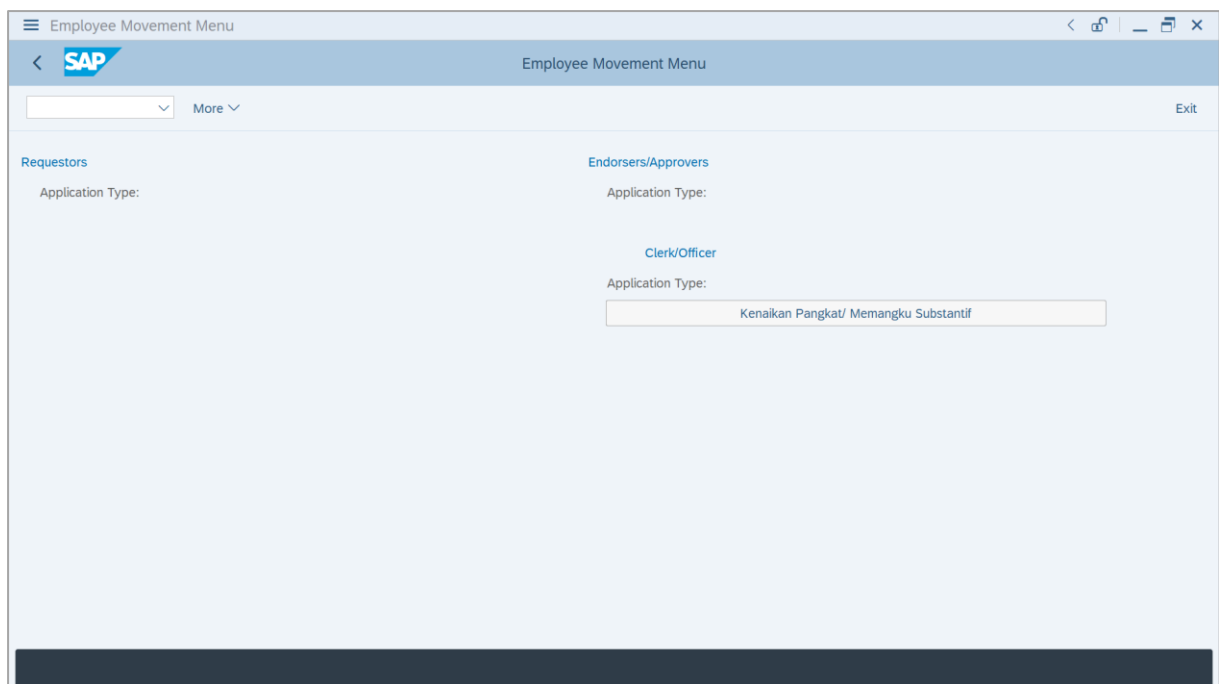 Employee Movement Menu
SAP
Employee Movement Menu
More
Exit
Requestors
Application Type:
Endorsers/Approvers
Application Type:
Clerk/Officer
Application Type:
Kenaikan Pangkat/ Memangku Substantif